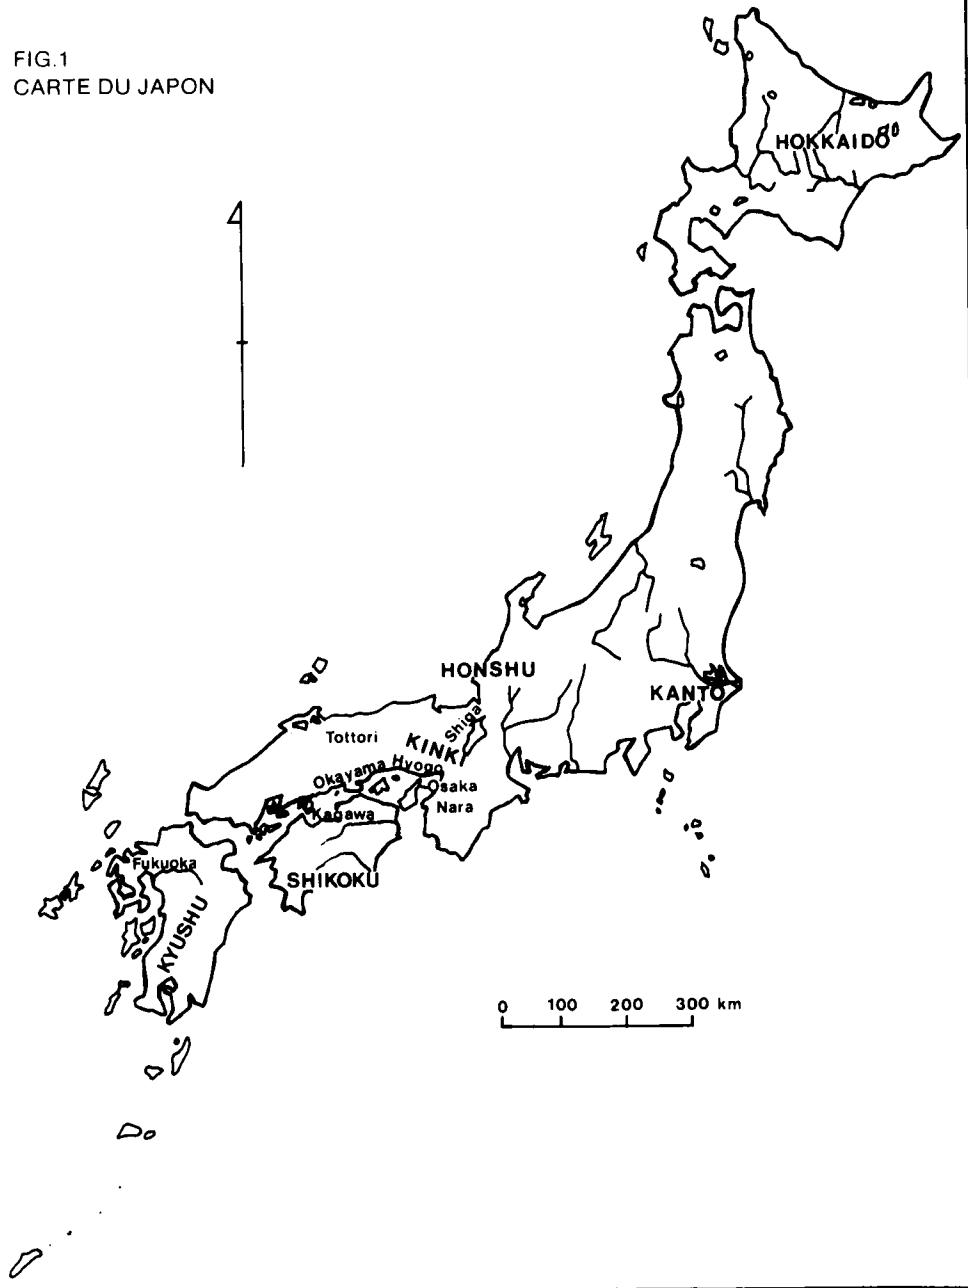 FIG.1
CARTE DU JAPON
HOKKAIDO
HONSHU
KANTO
Shiga
Tottori
KINKI
Okayama
Hyogo
Osaka
Kagawa
Nara
Fukuoka
SHIKOKU
KYUSHU
0 100 200 300 km